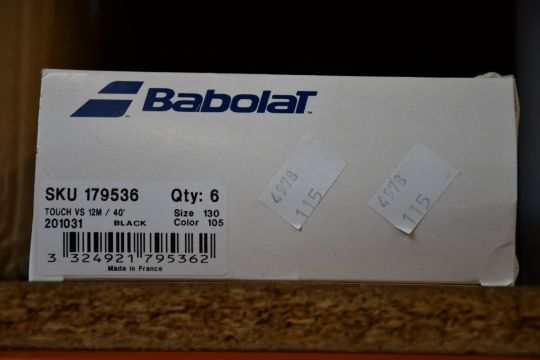 BabolaT
SKU 179536 Qty: 6
TOUCH VS 12M / 40' Size 130
201031 BLACK Color 105
3 324921 795362
Made in France
4978
115
4978
115